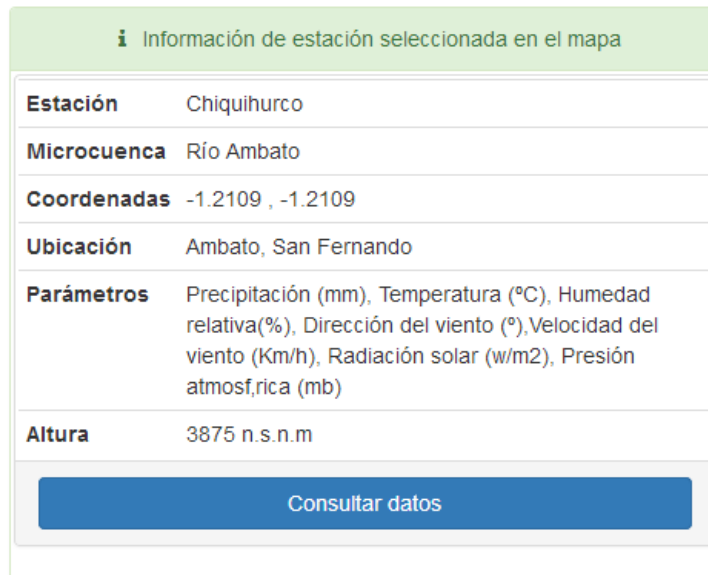 i Información de estación seleccionada en el mapa
Estación Chiquihurco
Microcuenca Río Ambato
Coordenadas -1.2109 , -1.2109
Ubicación Ambato, San Fernando
Parámetros Precipitación (mm), Temperatura (ºC), Humedad
relativa(%), Dirección del viento (º),Velocidad del
viento (Km/h), Radiación solar (w/m2), Presión
atmosf,rica (mb)
Altura 3875 n.s.n.m
Consultar datos